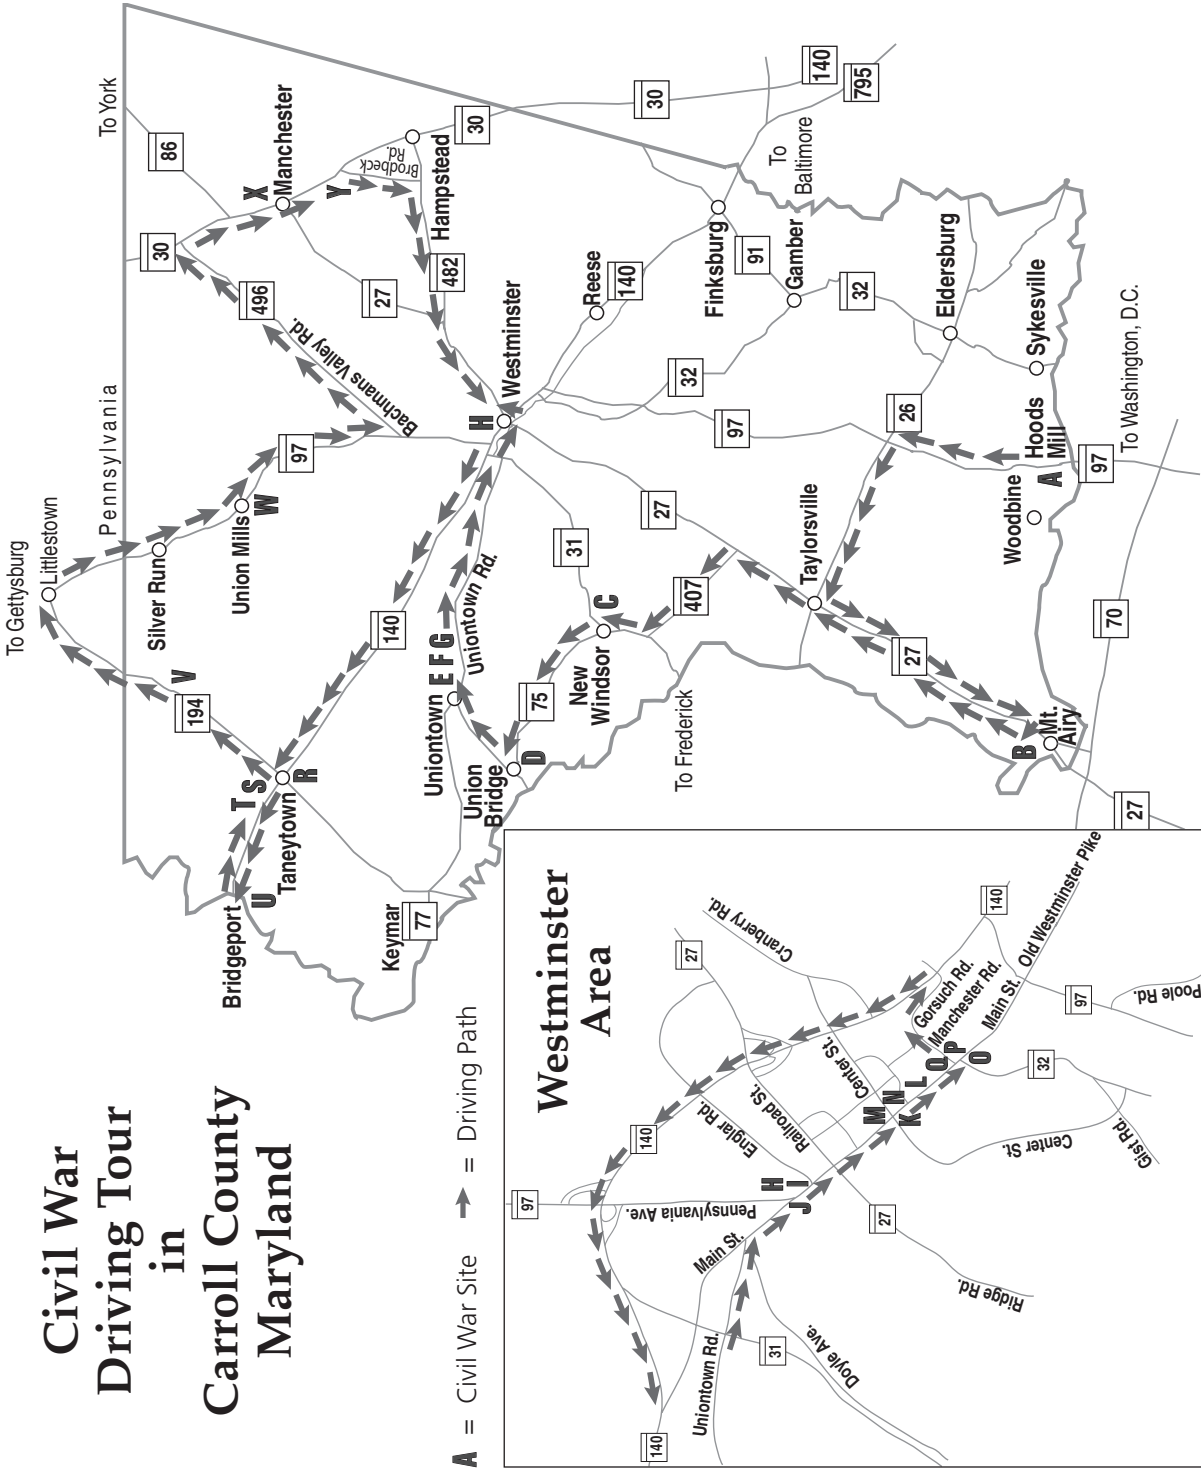 Civil War
Driving Tour
in
Carroll County
Maryland
A = Civil War Site
= Driving Path
To Gettysburg
Littlestown
Pennsylvania
To York
Silver Run
Union Mills
W
V
194
97
Bachmans Valley Rd.
496
30
86
X
Manchester
Y
Brodbeck
Rd.
Hampstead
30
30
140
795
482
27
T
S
R
Taneytown
U
Bridgeport
140
Keymar
77
Uniontown
E F G
Uniontown Rd.
Union
Bridge
D
75
New
Windsor
C
31
407
To Frederick
H
Westminster
Reese
140
27
32
97
Finksburg
91
Gamber
32
To
Baltimore
Eldersburg
Sykesville
26
Hoods
Mill
A
97
Woodbine
To Washington, D.C.
Taylorsville
27
70
B
Mt.
Airy
27
Westminster
Area
140
97
140
27
Cranberry Rd.
Englar Rd.
Railroad St.
Center St.
Pennsylvania Ave.
Main St.
Uniontown Rd.
31
Doyle Ave.
H
I
J
27
Ridge Rd.
K
M
N
L
Q
P
O
Gorsuch Rd.
Manchester Rd.
Main St.
Old Westminster Pike
140
97
Poole Rd.
32
Center St.
Gist Rd.